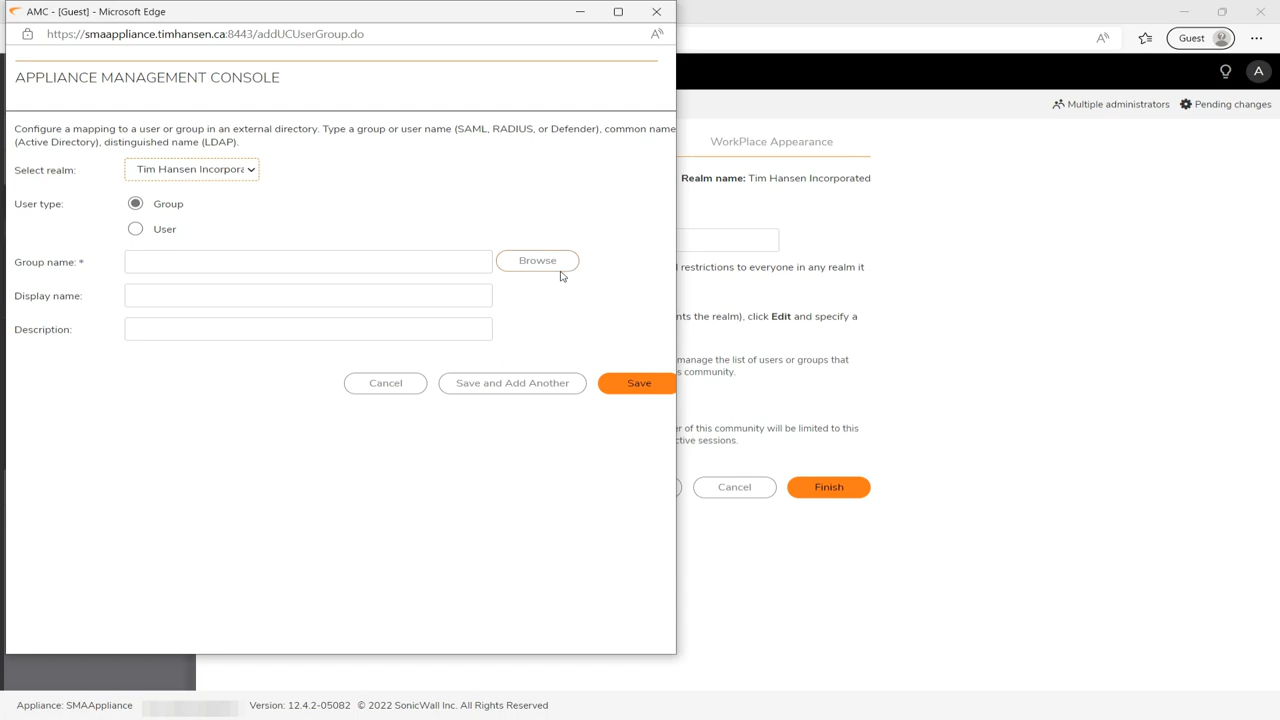 AMC - [Guest] - Microsoft Edge
https://smaappliance.timhansen.ca:8443/addUCUserGroup.do
Guest
APPLIANCE MANAGEMENT CONSOLE
A
Multiple administrators
Pending changes
Configure a mapping to a user or group in an external directory. Type a group or user name (SAML, RADIUS, or Defender), common name
(Active Directory), distinguished name (LDAP).
WorkPlace Appearance
Select realm:
Tim Hansen Incorpora
Realm name: Tim Hansen Incorporated
User type:
Group
User
Group name: *
Browse
restrictions to everyone in any realm it
Display name:
nts the realm), click Edit and specify a
Description:
manage the list of users or groups that
s community.
Cancel
Save and Add Another
Save
er of this community will be limited to this
ctive sessions.
Cancel
Finish
Appliance: SMAAppliance
Version: 12.4.2-05082 © 2022 SonicWall Inc. All Rights Reserved